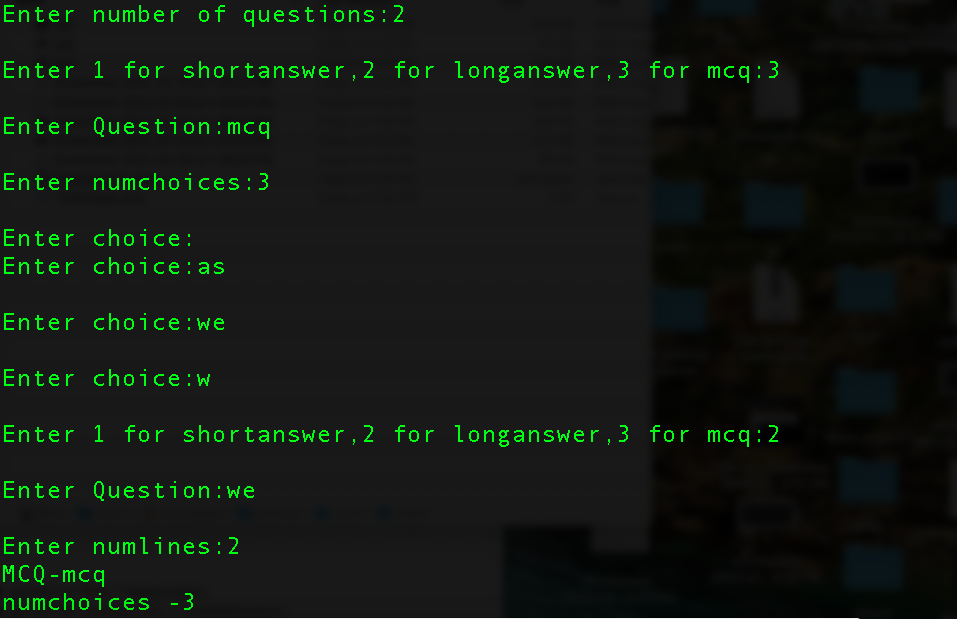 Enter number of questions:2
Enter 1 for shortanswer,2 for longanswer,3 for mcq:3
Enter Question:mcq
Enter numchoices:3
Enter choice:
Enter choice:as
Enter choice:we
Enter choice:w
Enter 1 for shortanswer,2 for longanswer,3 for mcq:2
Enter Question:we
Enter numlines:2
MCQ-mcq
numchoices -3